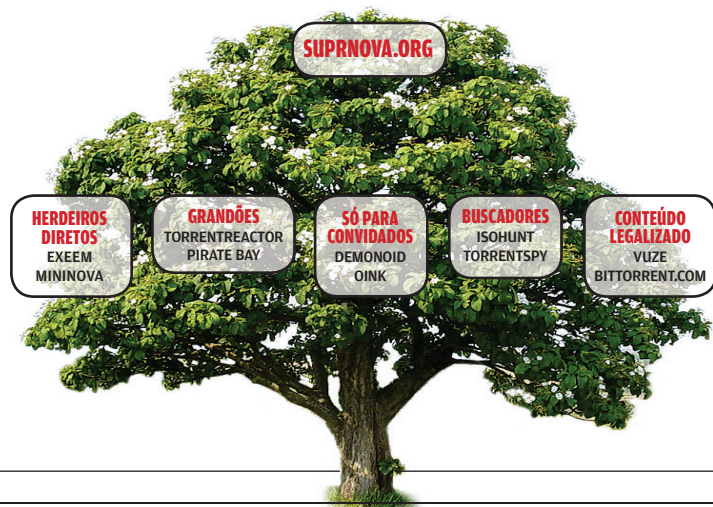 SUPRNOVA.ORG
HERDEIROS
DIRETOS
EXEEM
MININOVA
GRANDÕES
TORRENTREACTOR
PIRATE BAY
SÓ PARA
CONVIDADOS
DEMONOID
OINK
BUSCADORES
ISOHUNT
TORRENTSPY
CONTEÚDO
LEGALIZADO
VUZE
BITTORRENT.COM